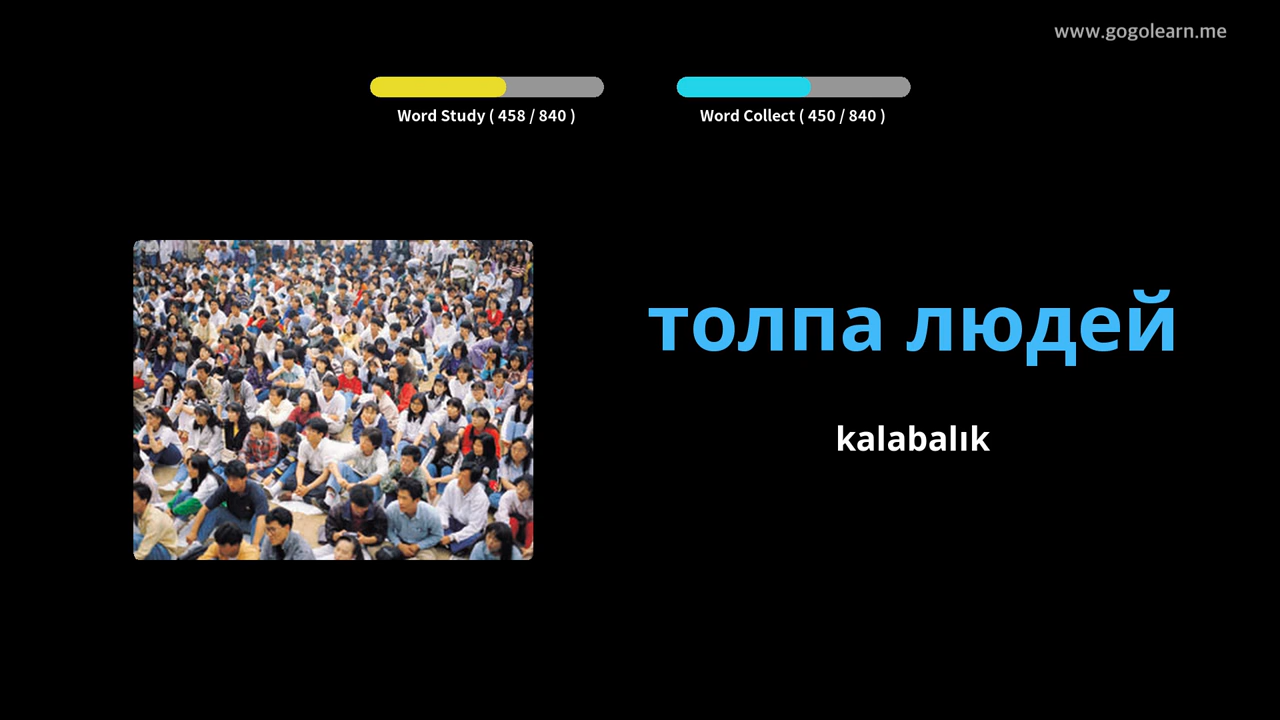 www.gogolearn.me
Word Study ( 458 / 840 )
Word Collect ( 450 / 840 )
толпа людей
kalabalık